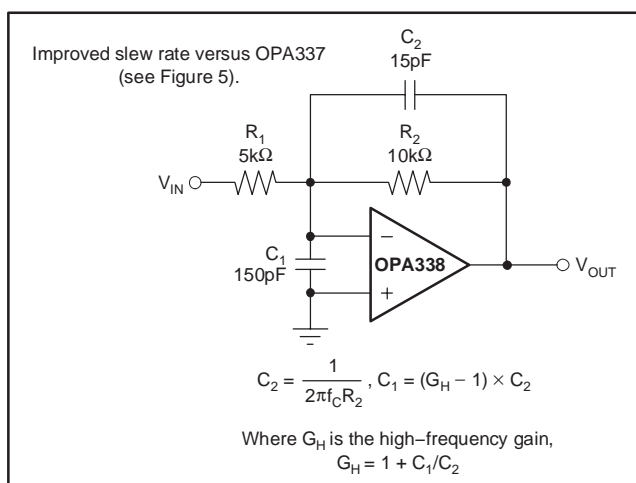 Improved slew rate versus OPA337
(see Figure 5).
C2
15pF
R1
5kΩ
R2
10kΩ
VIN
C1
150pF
−
OPA338
+
VOUT
C2 = 1 / 2πfCR2 , C1 = (GH − 1) × C2
Where GH is the high−frequency gain,
GH = 1 + C1/C2